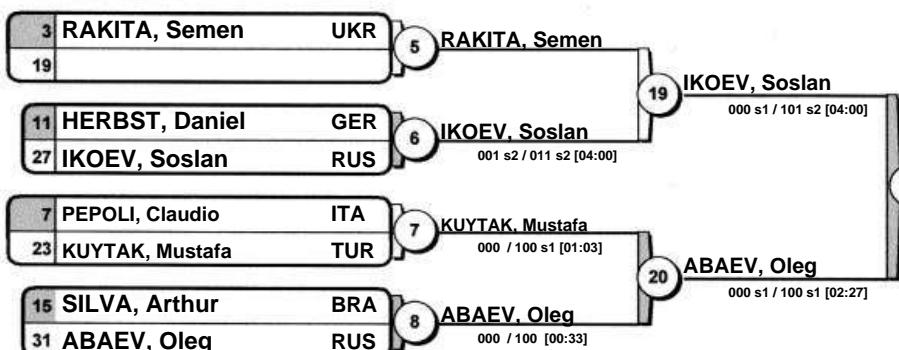 3 RAKITA, Semen UKR
19
5 RAKITA, Semen
11 HERBST, Daniel GER
27 IKOEV, Soslan RUS
6 IKOEV, Soslan
001 s2 / 011 s2 [04:00]
19 IKOEV, Soslan
000 s1 / 101 s2 [04:00]
7 PEPOLI, Claudio ITA
23 KUYTAK, Mustafa TUR
7 KUYTAK, Mustafa
000 / 100 s1 [01:03]
15 SILVA, Arthur BRA
31 ABAEV, Oleg RUS
8 ABAEV, Oleg
000 / 100 [00:33]
20 ABAEV, Oleg
000 s1 / 100 s1 [02:27]